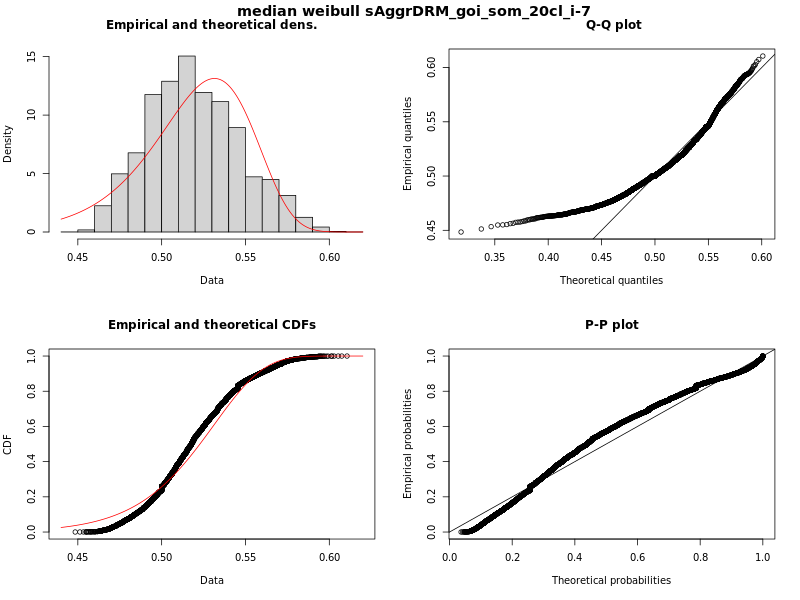 median weibull sAggrDRM_goi_som_20cl_i-7
Empirical and theoretical dens.
Density
0 5 10 15
0.45 0.50 0.55 0.60
Data
Q-Q plot
Empirical quantiles
0.45 0.50 0.55 0.60
0.35 0.40 0.45 0.50 0.55 0.60
Theoretical quantiles
Empirical and theoretical CDFs
CDF
0.0 0.2 0.4 0.6 0.8 1.0
0.45 0.50 0.55 0.60
Data
P-P plot
Empirical probabilities
0.0 0.2 0.4 0.6 0.8 1.0
0.0 0.2 0.4 0.6 0.8 1.0
Theoretical probabilities